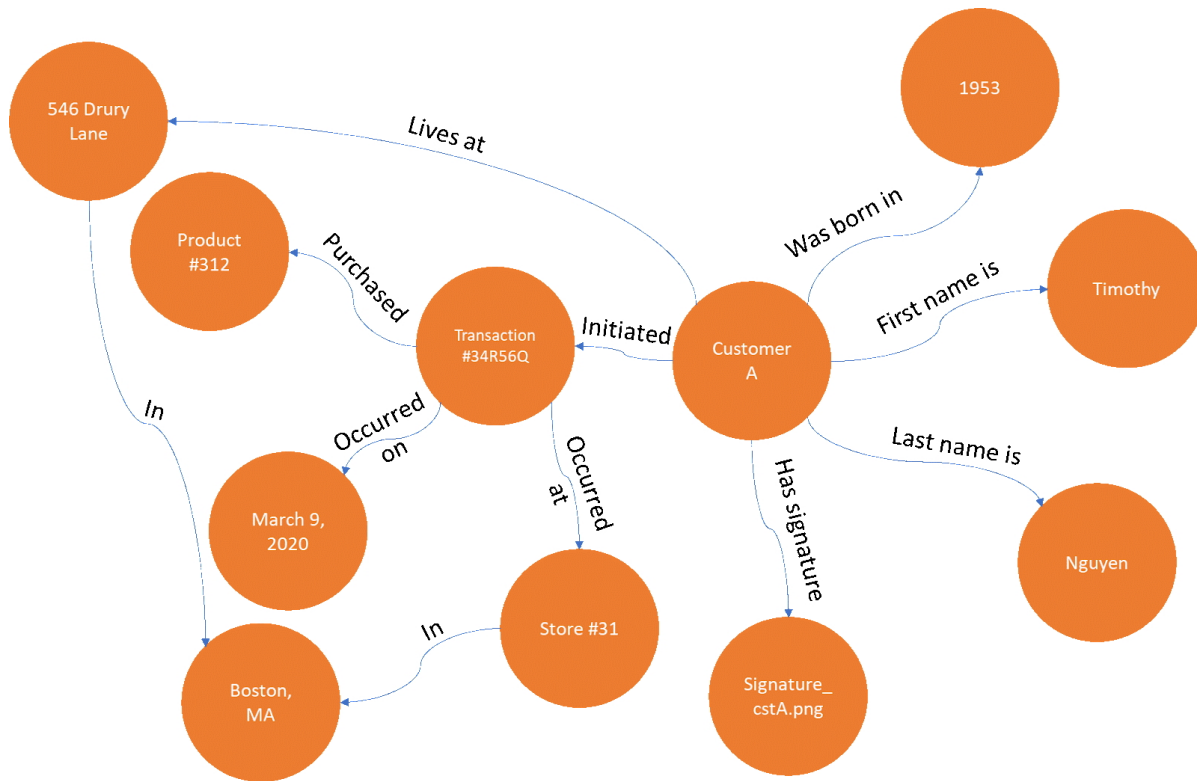 1953
546 Drury
Lane
Lives at
Was born in
Product
#312
Purchased
Timothy
First name is
Transaction
#34R56Q
Initiated
Customer
A
In
Occurred
on
Occurred
at
Last name is
Has signature
March 9,
2020
Nguyen
Store #31
In
Boston,
MA
Signature_
cstA.png